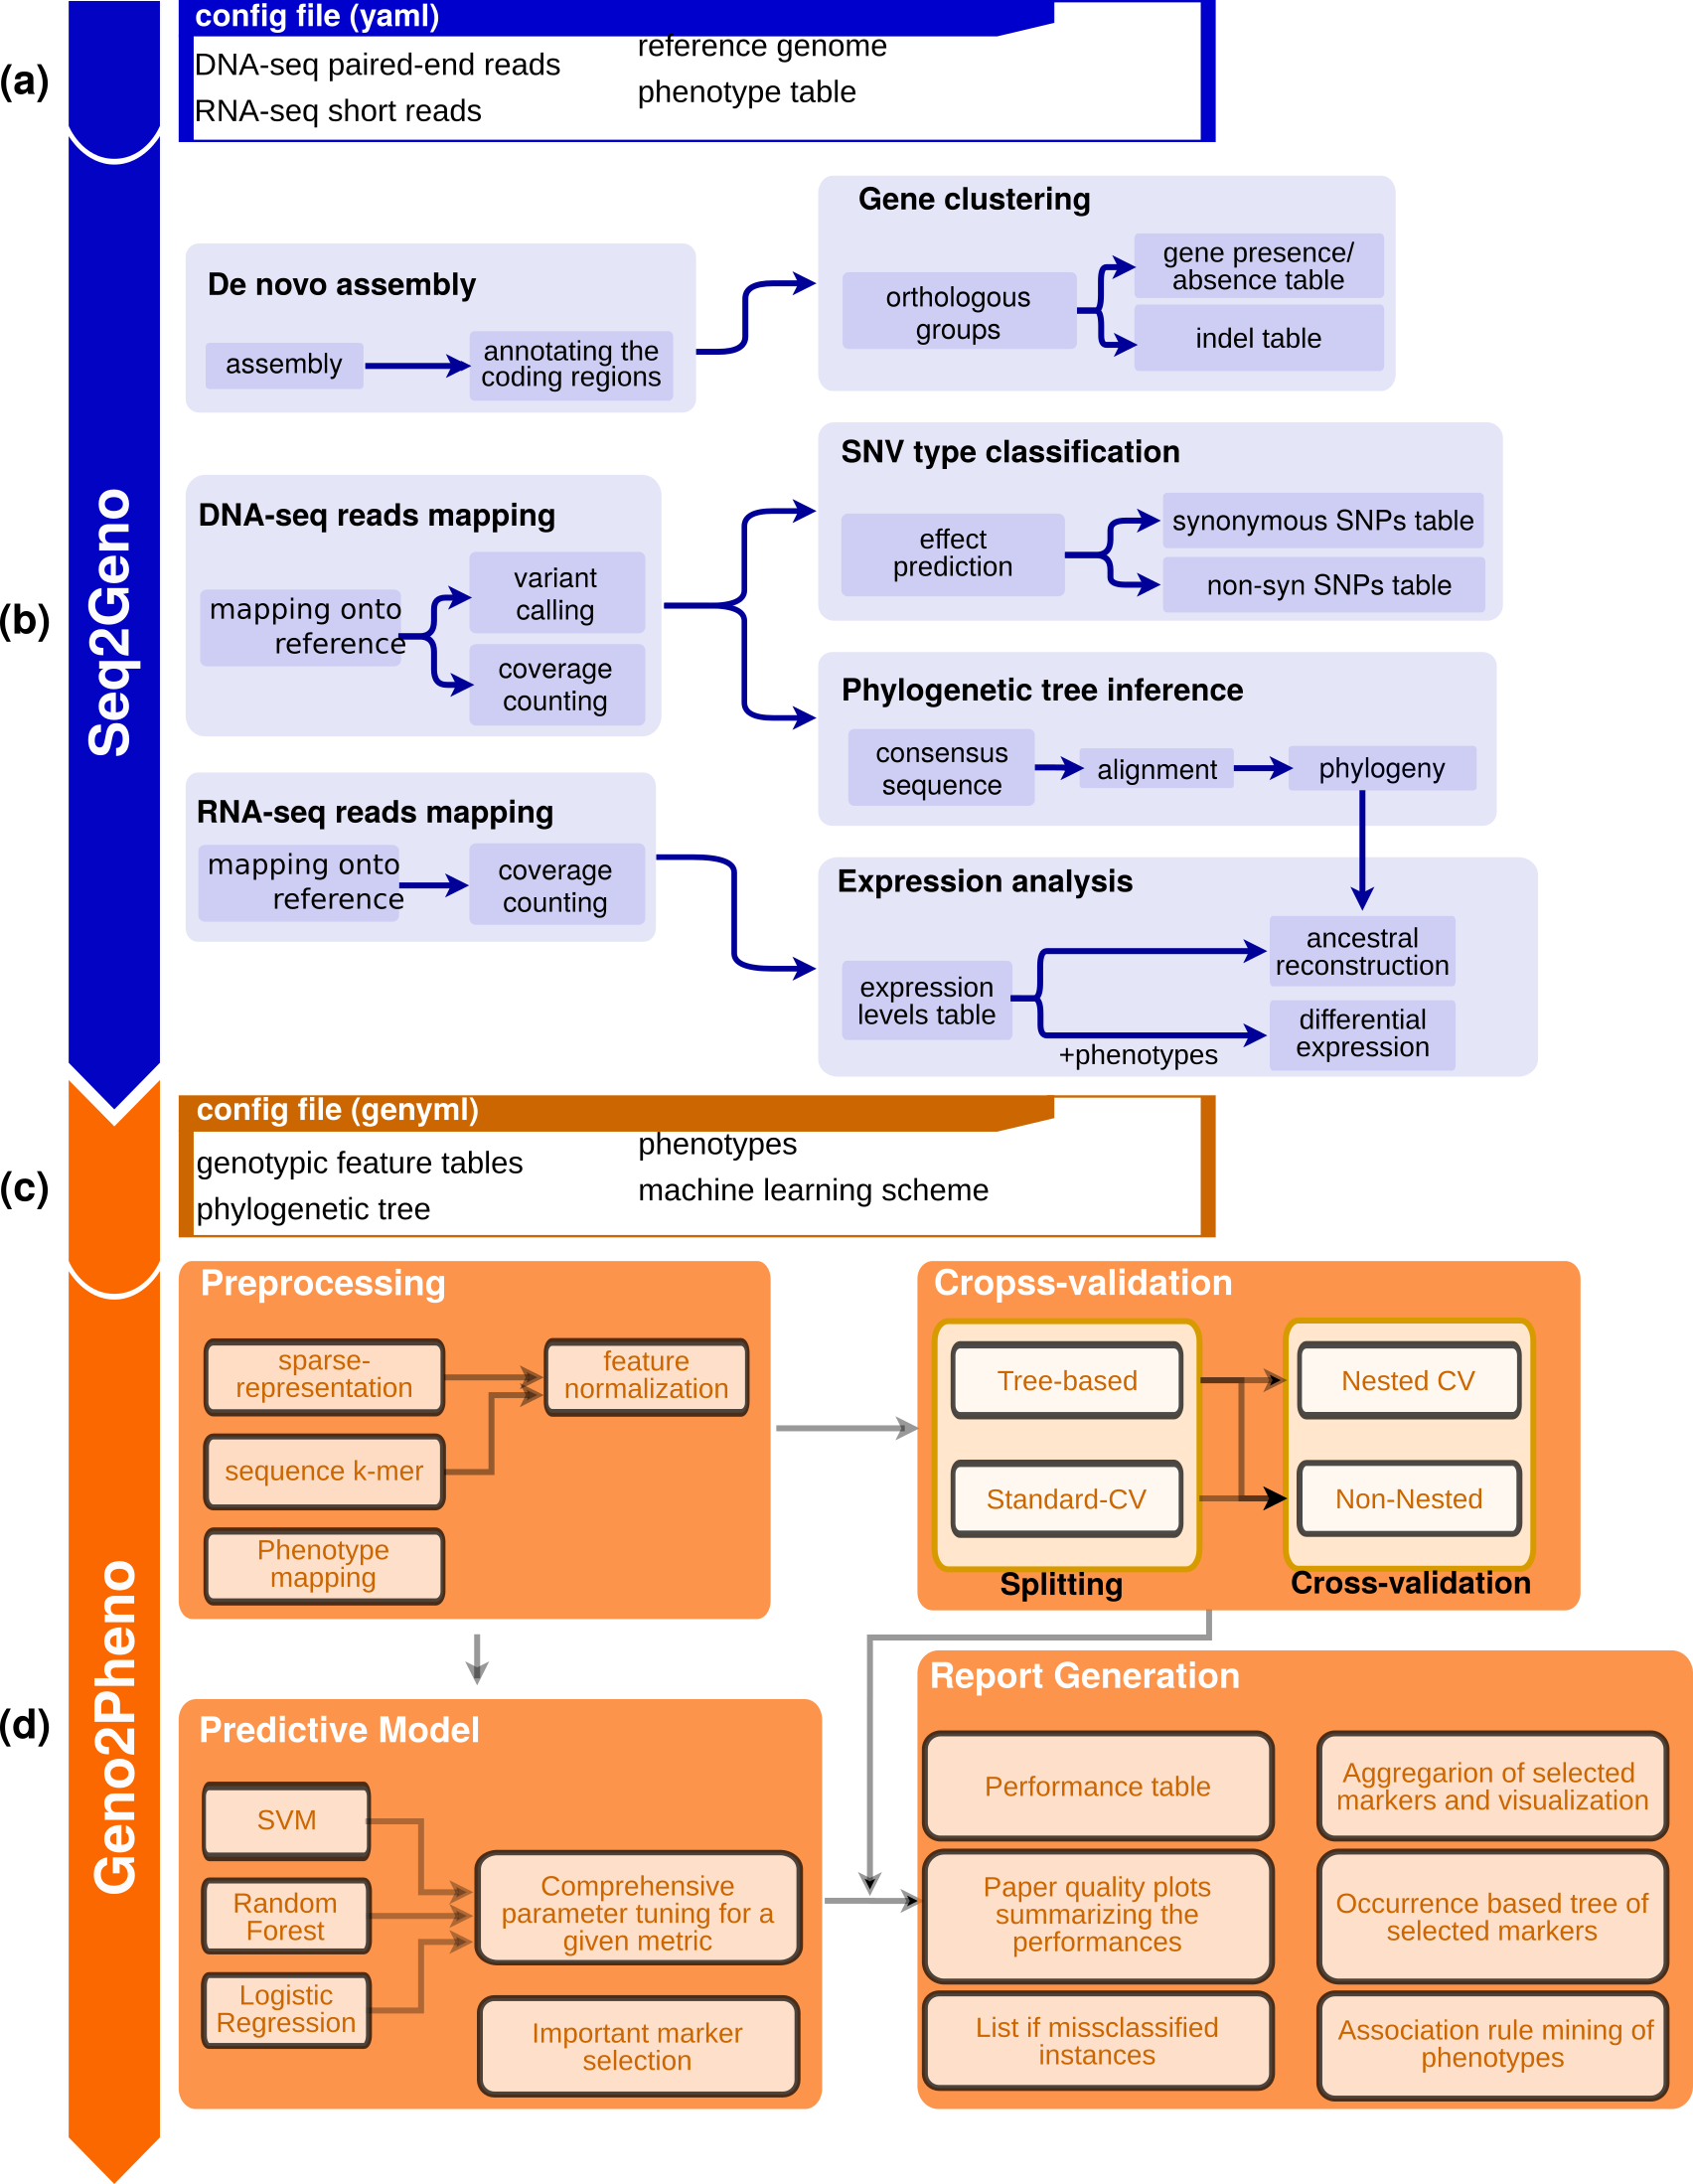 (a)
config file (yaml)
DNA-seq paired-end reads
RNA-seq short reads
reference genome
phenotype table
(b)
Seq2Geno
De novo assembly
assembly
annotating the
coding regions
Gene clustering
orthologous
groups
gene presence/
absence table
indel table
DNA-seq reads mapping
mapping onto
reference
variant
calling
coverage
counting
SNV type classification
effect
prediction
synonymous SNPs table
non-syn SNPs table
Phylogenetic tree inference
consensus
sequence
alignment
phylogeny
RNA-seq reads mapping
mapping onto
reference
coverage
counting
Expression analysis
expression
levels table
+phenotypes
ancestral
reconstruction
differential
expression
(c)
config file (genyml)
genotypic feature tables
phylogenetic tree
phenotypes
machine learning scheme
(d)
Geno2Pheno
Preprocessing
sparse-
representation
sequence k-mer
Phenotype
mapping
feature
normalization
Cropss-validation
Tree-based
Standard-CV
Splitting
Nested CV
Non-Nested
Cross-validation
Predictive Model
SVM
Random
Forest
Logistic
Regression
Comprehensive
parameter tuning for a
given metric
Important marker
selection
Report Generation
Performance table
Paper quality plots
summarizing the
performances
List if missclassified
instances
Aggregarion of selected
markers and visualization
Occurrence based tree of
selected markers
Association rule mining of
phenotypes